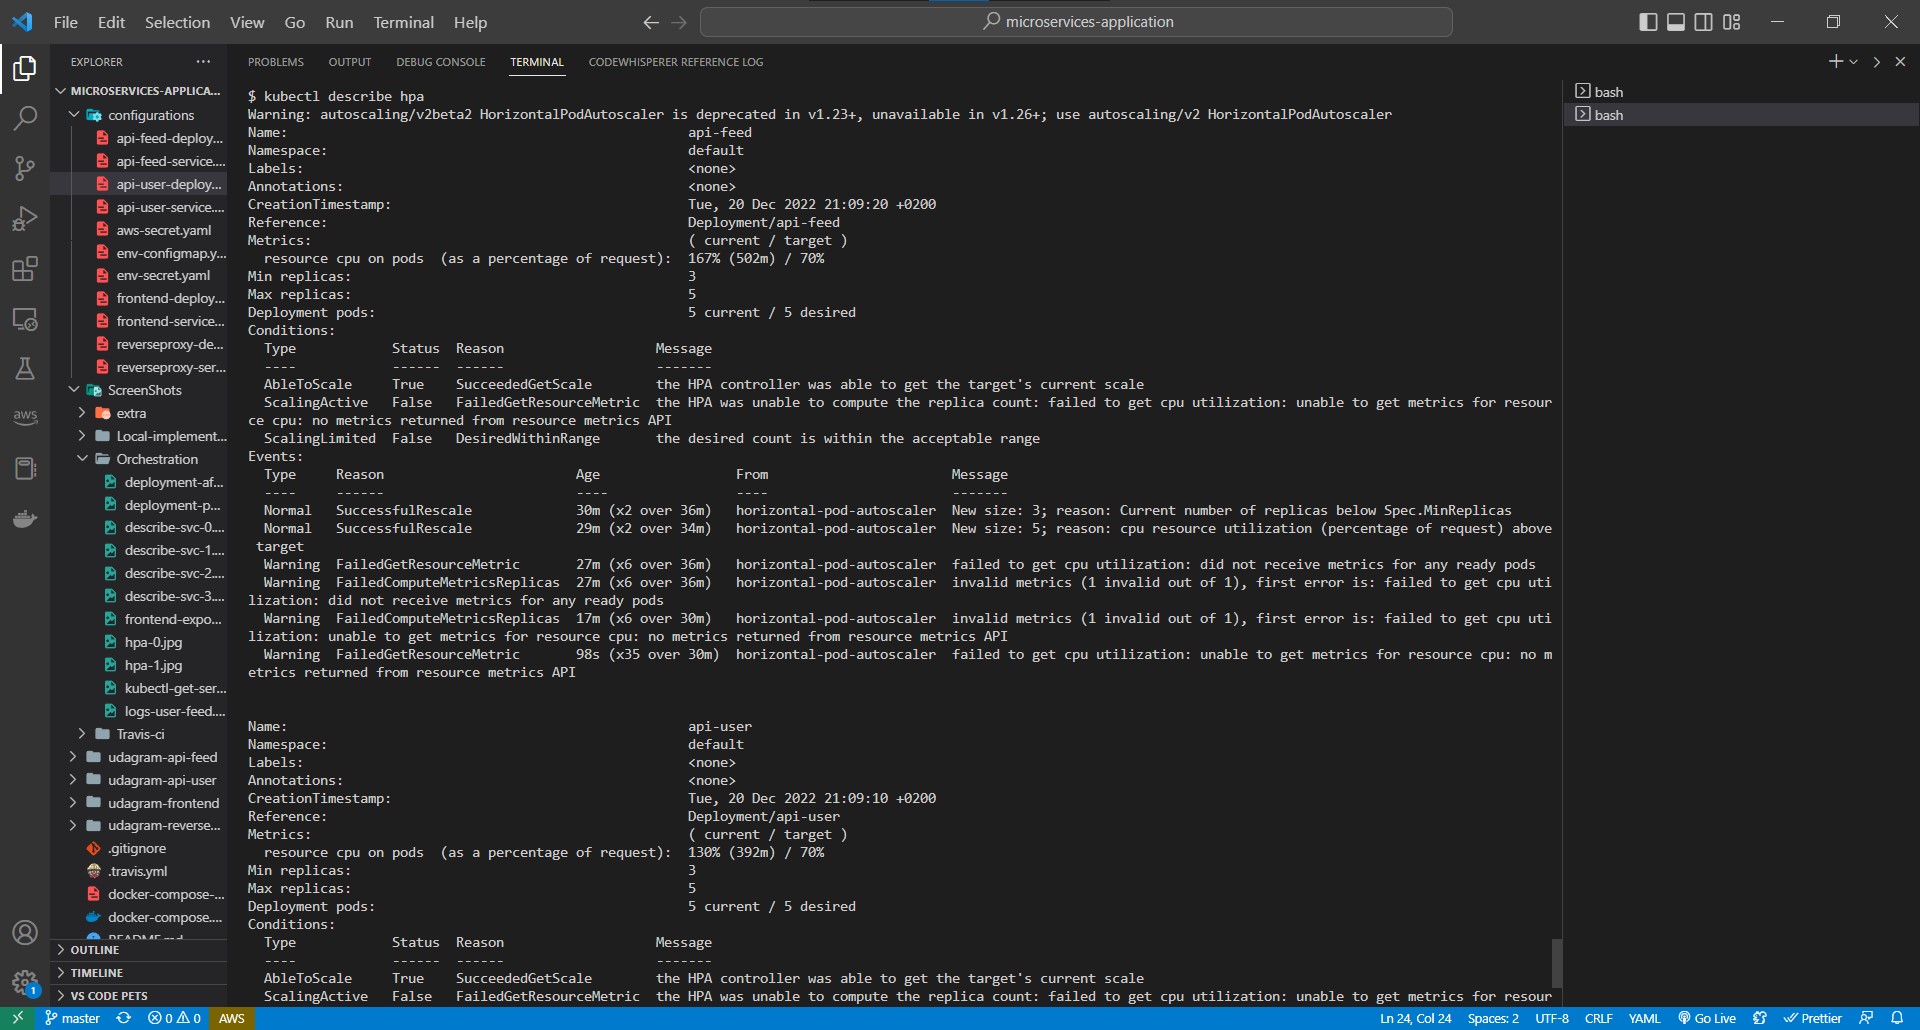 File Edit Selection View Go Run Terminal Help
microservices-application
EXPLORER
MICROSERVICES-APPLICA...
configurations
api-feed-deploy...
api-feed-service....
api-user-deploy...
api-user-service....
aws-secret.yaml
env-configmap.y...
env-secret.yaml
frontend-deploy...
frontend-service...
reverseproxy-de...
reverseproxy-ser...
ScreenShots
extra
Local-implement...
Orchestration
deployment-af...
deployment-p...
describe-svc-0....
describe-svc-1....
describe-svc-2....
describe-svc-3....
frontend-expo...
hpa-0.jpg
hpa-1.jpg
kubectl-get-ser...
logs-user-feed....
Travis-ci
udagram-api-feed
udagram-api-user
udagram-frontend
udagram-reverse...
.gitignore
.travis.yml
docker-compose-...
docker-compose....
README.md
OUTLINE
TIMELINE
VS CODE PETS
aws
1
PROBLEMS OUTPUT DEBUG CONSOLE TERMINAL CODEWHISPERER REFERENCE LOG
$ kubectl describe hpa
Warning: autoscaling/v2beta2 HorizontalPodAutoscaler is deprecated in v1.23+, unavailable in v1.26+; use autoscaling/v2 HorizontalPodAutoscaler
Name: api-feed
Namespace: default
Labels: <none>
Annotations: <none>
CreationTimestamp: Tue, 20 Dec 2022 21:09:20 +0200
Reference: Deployment/api-feed
Metrics: ( current / target )
resource cpu on pods (as a percentage of request): 167% (502m) / 70%
Min replicas: 3
Max replicas: 5
Deployment pods: 5 current / 5 desired
Conditions:
Type Status Reason Message
---- ------ ------ -------
AbleToScale True SucceededGetScale the HPA controller was able to get the target's current scale
ScalingActive False FailedGetResourceMetric the HPA was unable to compute the replica count: failed to get cpu utilization: unable to get metrics for resour
ce cpu: no metrics returned from resource metrics API
ScalingLimited False DesiredWithinRange the desired count is within the acceptable range
Events:
Type Reason Age From Message
---- ------ ---- ---- -------
Normal SuccessfulRescale 30m (x2 over 36m) horizontal-pod-autoscaler New size: 3; reason: Current number of replicas below Spec.MinReplicas
Normal SuccessfulRescale 29m (x2 over 34m) horizontal-pod-autoscaler New size: 5; reason: cpu resource utilization (percentage of request) above
target
Warning FailedGetResourceMetric 27m (x6 over 36m) horizontal-pod-autoscaler failed to get cpu utilization: did not receive metrics for any ready pods
Warning FailedComputeMetricsReplicas 27m (x6 over 36m) horizontal-pod-autoscaler invalid metrics (1 invalid out of 1), first error is: failed to get cpu uti
lization: did not receive metrics for any ready pods
Warning FailedComputeMetricsReplicas 17m (x6 over 30m) horizontal-pod-autoscaler invalid metrics (1 invalid out of 1), first error is: failed to get cpu uti
lization: unable to get metrics for resource cpu: no metrics returned from resource metrics API
Warning FailedGetResourceMetric 98s (x35 over 30m) horizontal-pod-autoscaler failed to get cpu utilization: unable to get metrics for resource cpu: no m
etrics returned from resource metrics API
Name: api-user
Namespace: default
Labels: <none>
Annotations: <none>
CreationTimestamp: Tue, 20 Dec 2022 21:09:10 +0200
Reference: Deployment/api-user
Metrics: ( current / target )
resource cpu on pods (as a percentage of request): 130% (392m) / 70%
Min replicas: 3
Max replicas: 5
Deployment pods: 5 current / 5 desired
Conditions:
Type Status Reason Message
---- ------ ------ -------
AbleToScale True SucceededGetScale the HPA controller was able to get the target's current scale
ScalingActive False FailedGetResourceMetric the HPA was unable to compute the replica count: failed to get cpu utilization: unable to get metrics for resour
bash
bash
master 0 0 AWS Ln 24, Col 24 Spaces: 2 UTF-8 CRLF YAML Go Live Prettier